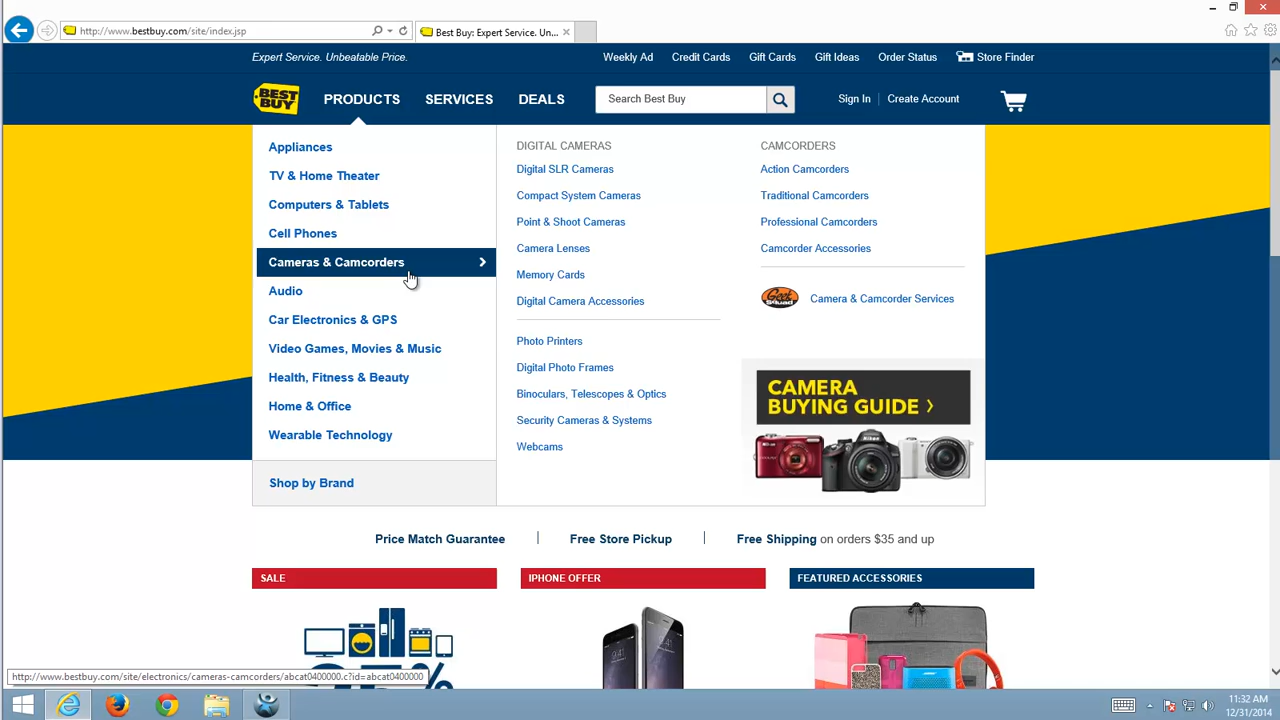 http://www.bestbuy.com/site/index.jsp
Best Buy: Expert Service. Un...
Expert Service. Unbeatable Price.
Weekly Ad
Credit Cards
Gift Cards
Gift Ideas
Order Status
Store Finder
BEST BUY
PRODUCTS
SERVICES
DEALS
Search Best Buy
Sign In
Create Account
Appliances
TV & Home Theater
Computers & Tablets
Cell Phones
Cameras & Camcorders
Audio
Car Electronics & GPS
Video Games, Movies & Music
Health, Fitness & Beauty
Home & Office
Wearable Technology
Shop by Brand
DIGITAL CAMERAS
Digital SLR Cameras
Compact System Cameras
Point & Shoot Cameras
Camera Lenses
Memory Cards
Digital Camera Accessories
Photo Printers
Digital Photo Frames
Binoculars, Telescopes & Optics
Security Cameras & Systems
Webcams
CAMCORDERS
Action Camcorders
Traditional Camcorders
Professional Camcorders
Camcorder Accessories
Geek Squad
Camera & Camcorder Services
CAMERA
BUYING GUIDE
Nikon
Price Match Guarantee
Free Store Pickup
Free Shipping on orders $35 and up
SALE
IPHONE OFFER
FEATURED ACCESSORIES
http://www.bestbuy.com/site/electronics/cameras-camcorders/abcat0400000.c?id=abcat0400000
11:32 AM
12/31/2014